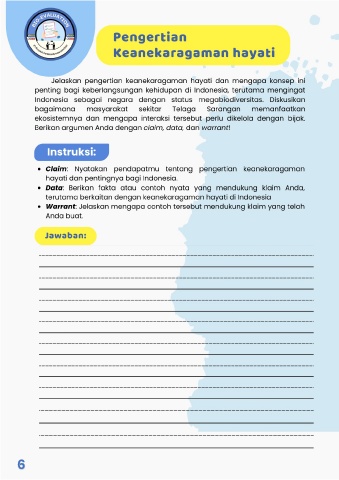 BIO-EVALUATION
Pengertian
Keanekaragaman hayati
Jelaskan pengertian keanekaragaman hayati dan mengapa konsep ini
penting bagi keberlangsungan kehidupan di Indonesia, terutama mengingat
Indonesia sebagai negara dengan status megabiodiversitas. Diskusikan
bagaimana masyarakat sekitar Telaga Sarangan memanfaatkan
ekosistemnya dan mengapa interaksi tersebut perlu dikelola dengan bijak.
Berikan argumen Anda dengan claim, data, dan warrant!
Instruksi:
• Claim: Nyatakan pendapatmu tentang pengertian keanekaragaman
hayati dan pentingnya bagi Indonesia.
• Data: Berikan fakta atau contoh nyata yang mendukung klaim Anda,
terutama berkaitan dengan keanekaragaman hayati di Indonesia
• Warrant: Jelaskan mengapa contoh tersebut mendukung klaim yang telah
Anda buat.
Jawaban:
6